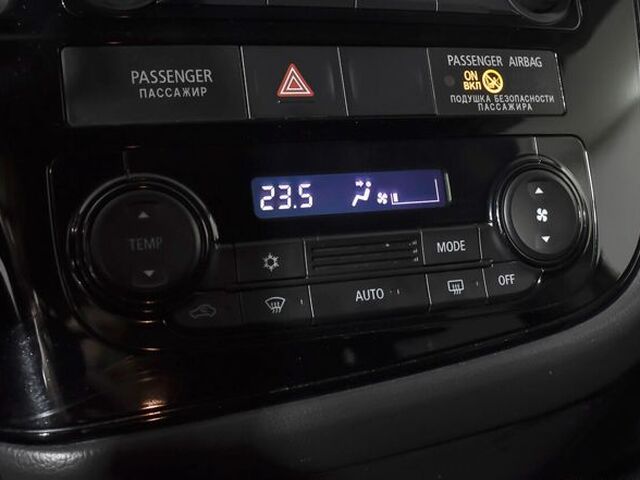 PASSENGER
ПАССАЖИР
PASSENGER AIRBAG
ON
ВКЛ
ПОДУШКА БЕЗОПАСНОСТИ
ПАССАЖИРА
23.5
TEMP
MODE
AUTO
OFF